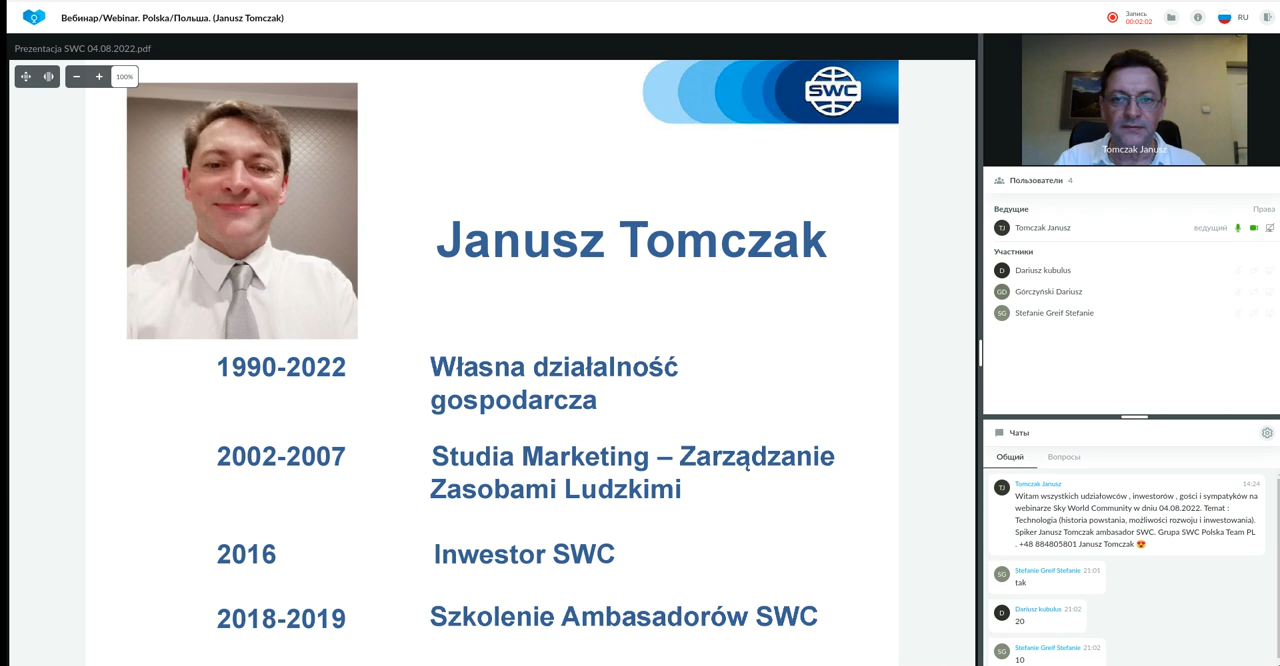 Вебинар/Webinar. Polska/Польша. (Janusz Tomczak)
Запись
00:02:02
RU
Prezentacja SWC 04.08.2022.pdf
100%
SWC
Janusz Tomczak
1990-2022 Własna działalność
gospodarcza
2002-2007 Studia Marketing – Zarządzanie
Zasobami Ludzkimi
2016 Inwestor SWC
2018-2019 Szkolenie Ambasadorów SWC
Tomczak Janusz
Пользователи 4
Ведущие Права
TJ Tomczak Janusz ведущий
Участники
D Dariusz kubulus
GD Górczyński Dariusz
SG Stefanie Greif Stefanie
Чаты
Общий Вопросы
TJ Tomczak Janusz 14:24
Witam wszystkich udziałowców , inwestorów , gości i sympatyków na
webinarze Sky World Community w dniu 04.08.2022. Temat :
Technologia (historia powstania, możliwości rozwoju i inwestowania).
Spiker Janusz Tomczak ambasador SWC. Grupa SWC Polska Team PL
. +48 884805801 Janusz Tomczak 😍
SG Stefanie Greif Stefanie 21:01
tak
D Dariusz kubulus 21:02
20
SG Stefanie Greif Stefanie 21:02
10